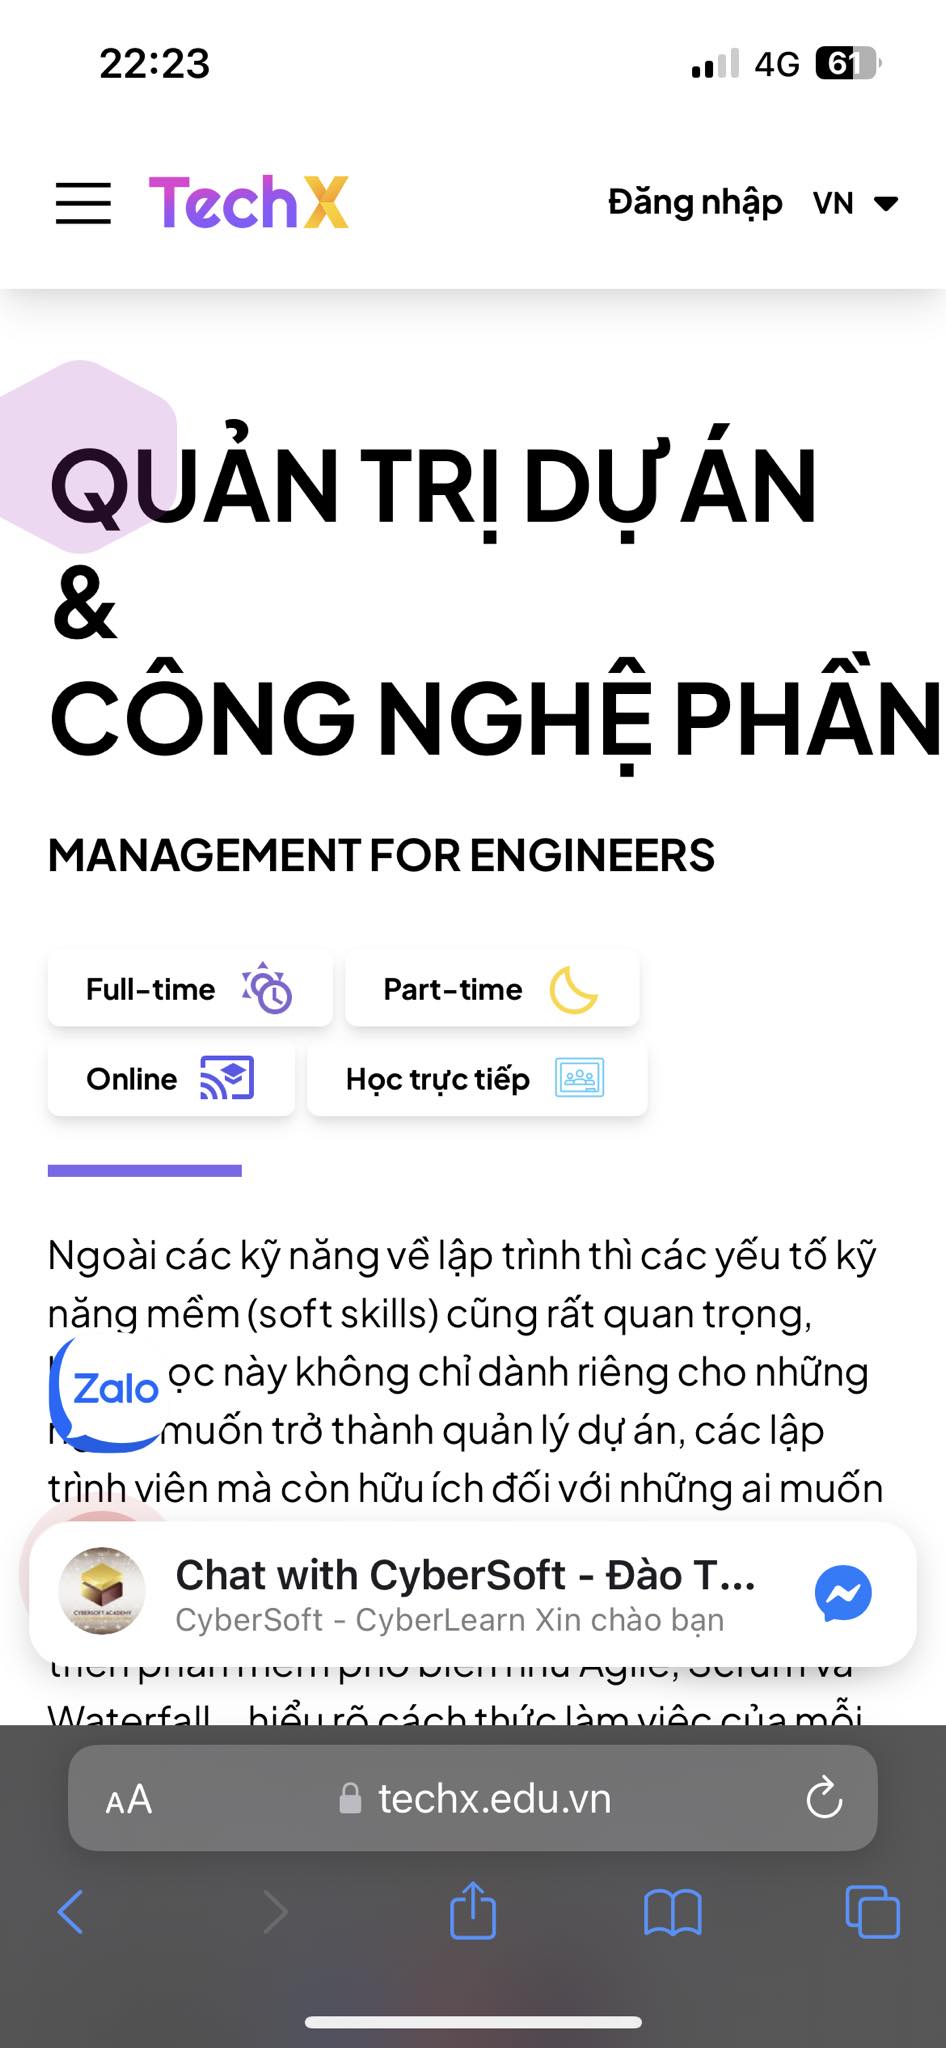 22:23
4G 61
TechX
Đăng nhập VN
QUẢN TRỊ DỰ ÁN
&
CÔNG NGHỆ PHẦN
MANAGEMENT FOR ENGINEERS
Full-time
Part-time
Online
Học trực tiếp
Ngoài các kỹ năng về lập trình thì các yếu tố kỹ
năng mềm (soft skills) cũng rất quan trọng,
Zalo
này không chỉ dành riêng cho những
muốn trở thành quản lý dự án, các lập
trình viên mà còn hữu ích đối với những ai muốn
Chat with CyberSoft - Đào T...
CYBERSOFT ACADEMY
CyberSoft - CyberLearn Xin chào bạn
triển phần mềm phổ biến như Agile, Scrum và
Waterfall... hiểu rõ cách thức làm việc của mỗi
AA
techx.edu.vn